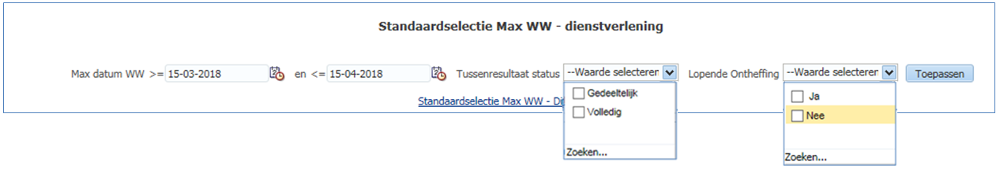 Standaardselectie Max WW - dienstverlening
Max datum WW >= 15-03-2018 en <= 15-04-2018 Tussenresultaat status --Waarde selecteren Lopende Ontheffing --Waarde selecteren Toepassen
Standaardselectie Max WW - Di
Gedeeltelijk
Volledig
Zoeken...
Ja
Nee
Zoeken...